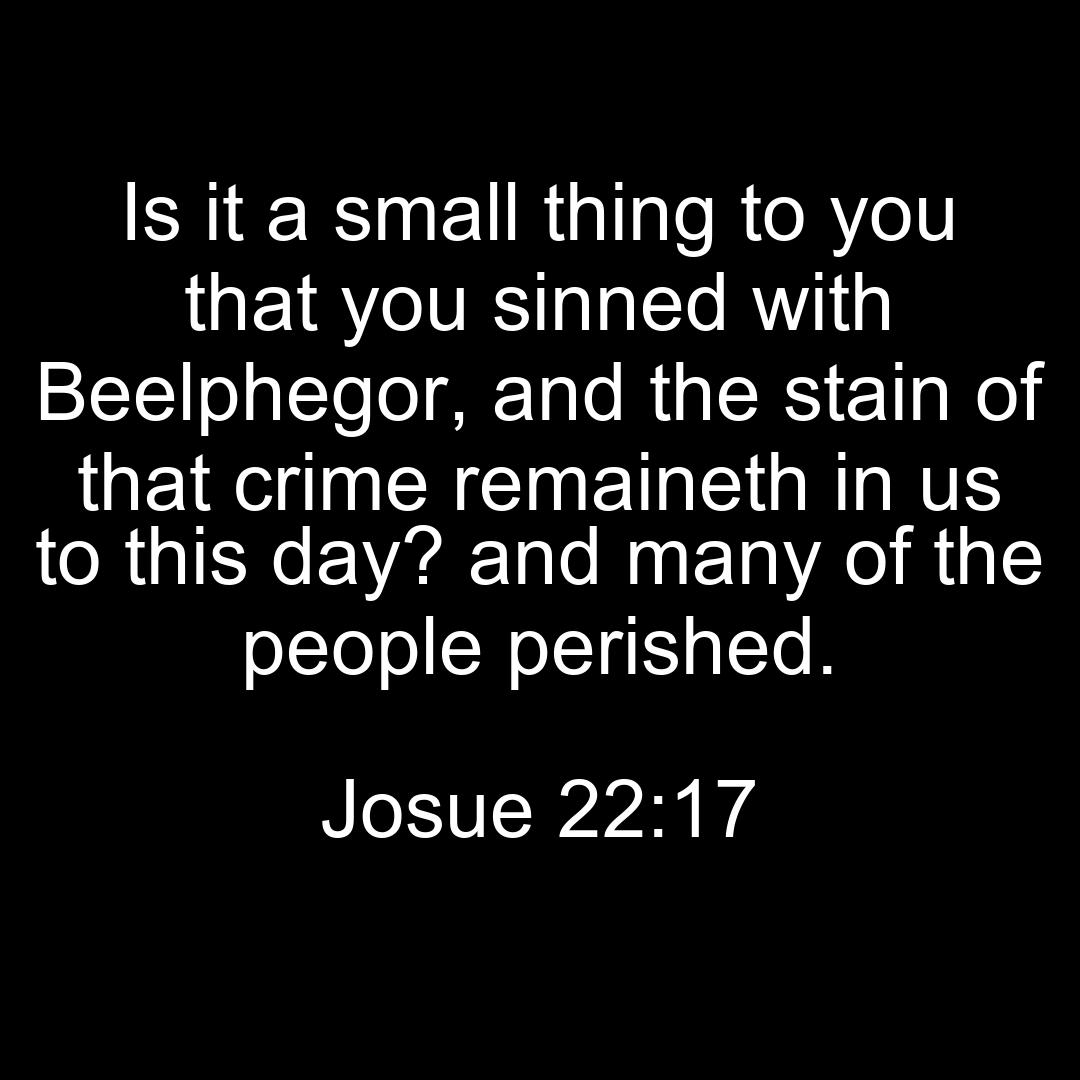 Is it a small thing to you
that you sinned with
Beelphegor, and the stain of
that crime remaineth in us
to this day? and many of the
people perished.
Josue 22:17